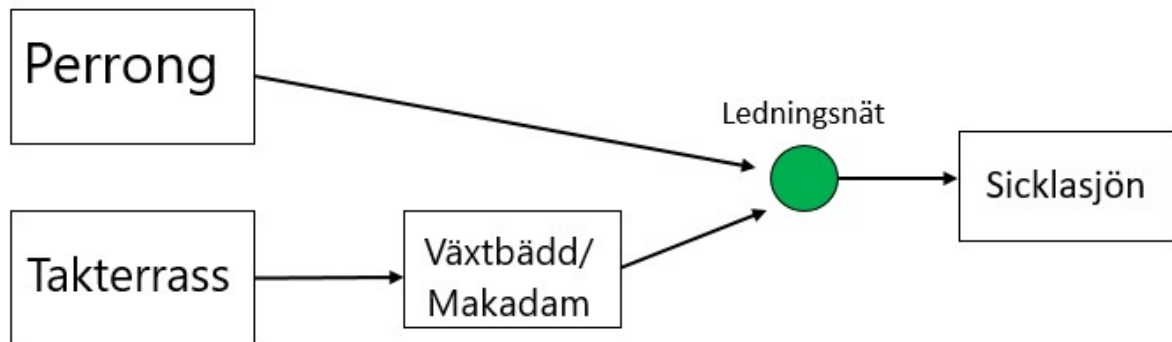 Perrong
Ledningsnät
Sicklasjön
Takterrass
Växtbädd/
Makadam